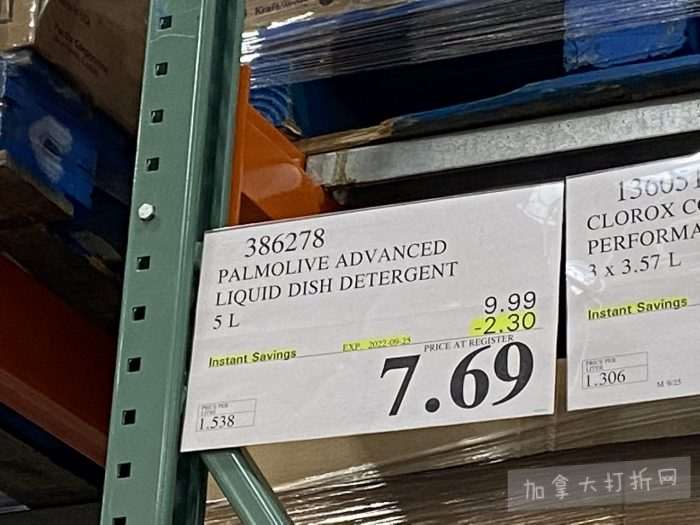 Kraft
386278
PALMOLIVE ADVANCED
LIQUID DISH DETERGENT
5 L
9.99
-2.30
Instant Savings
EXP. 2022-09-25
PRICE AT REGISTER
7.69
PRICE PER
LITRE
1.538
13605
CLOROX
PERFORMA
3 x 3.57 L
Instant Savings
PRICE PER
LITRE
1.306
M 9/25
加拿大打折网